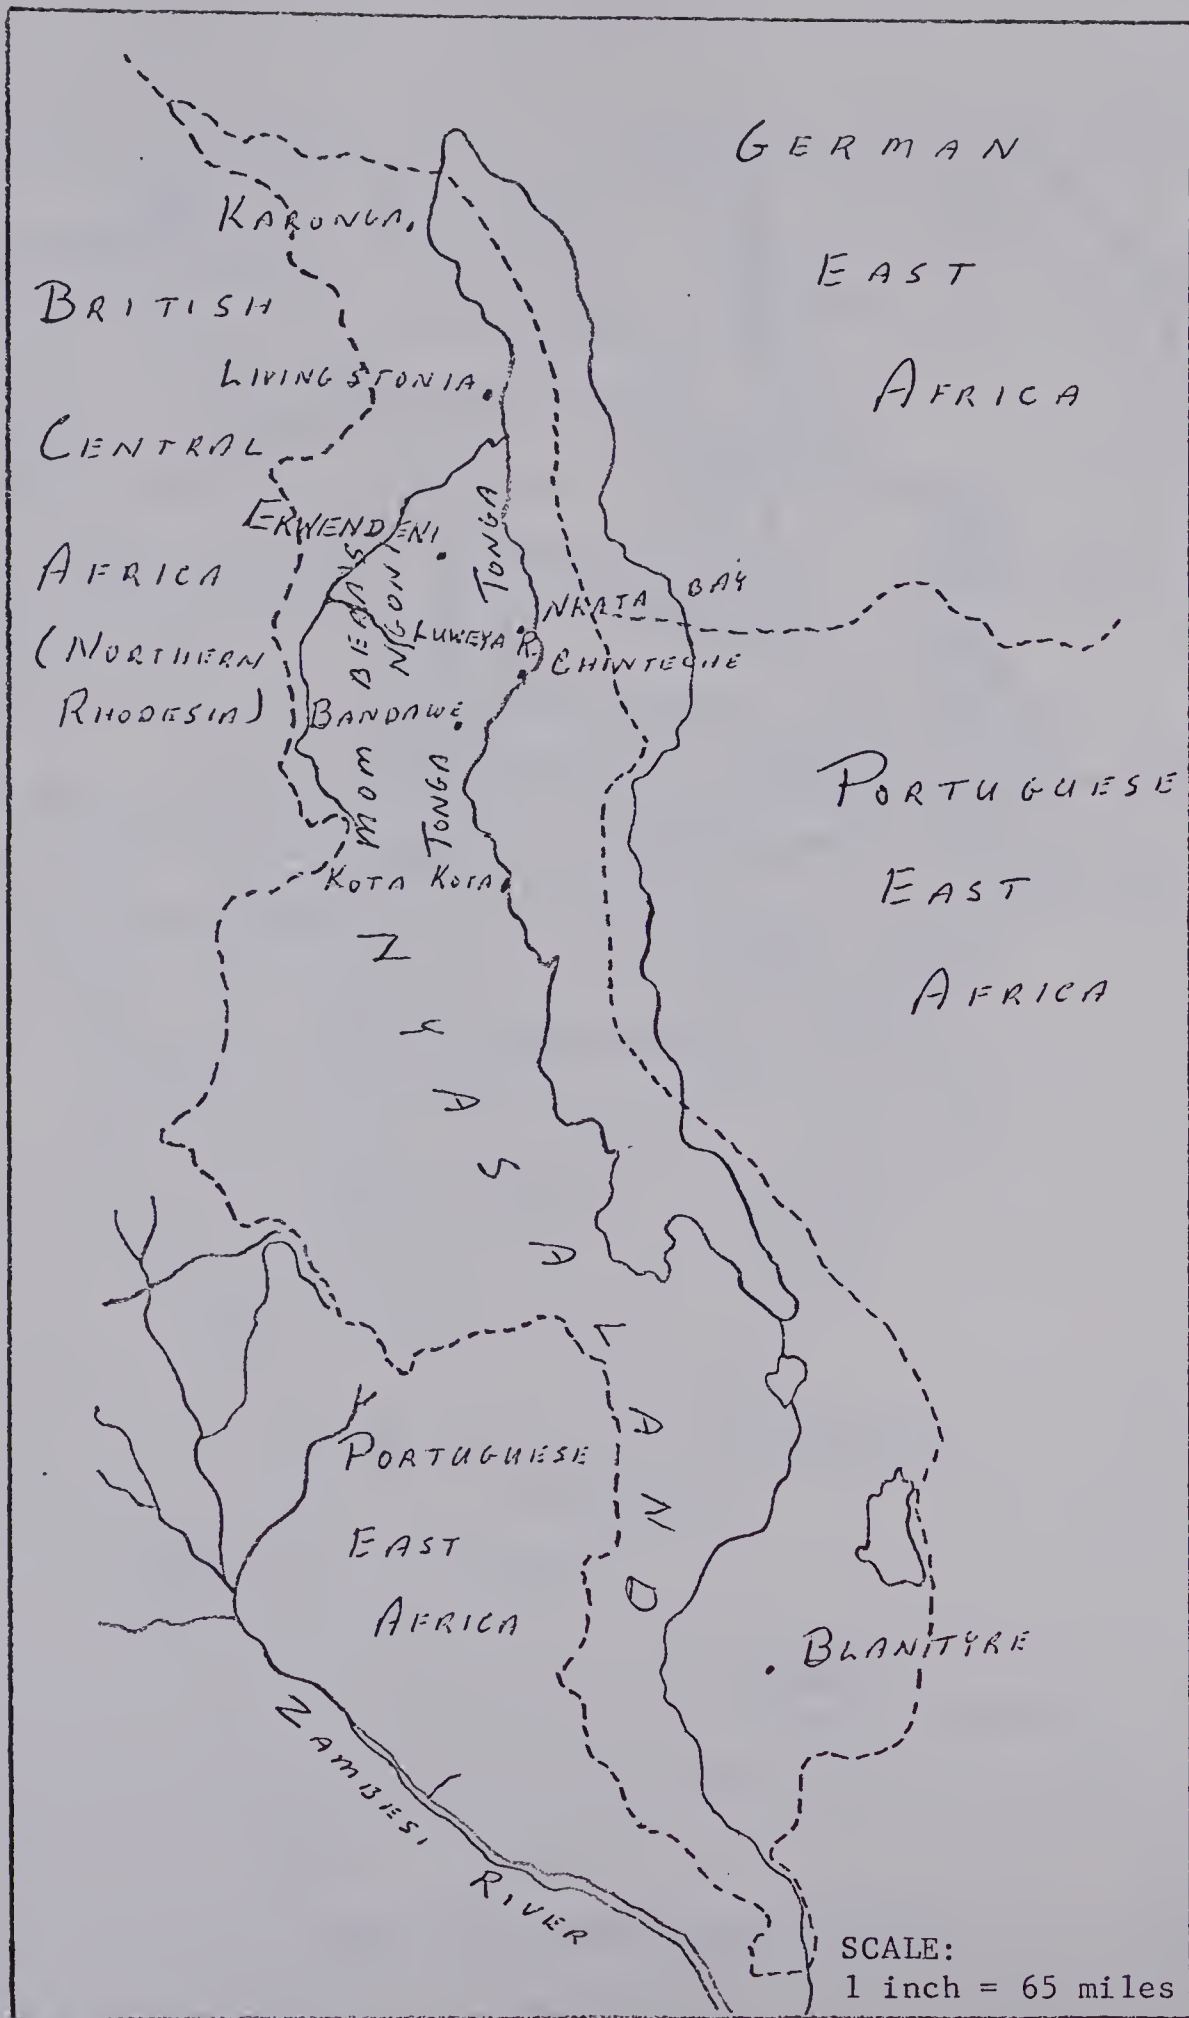 GERMAN
EAST
AFRICA
KARONGA
BRITISH
CENTRAL
AFRICA
(NORTHERN
RHODESIA)
LIVINGSTONIA
EKWENDENI
MOMBERAS
NGONI
TONGA
NKATA BAY
LUWEYA R.
CHINTECHE
BANDAWE
TONGA
KOTA KOTA
PORTUGUESE
EAST
AFRICA
NYASALAND
PORTUGUESE
EAST
AFRICA
BLANTYRE
ZAMBESI RIVER
SCALE:
1 inch = 65 miles